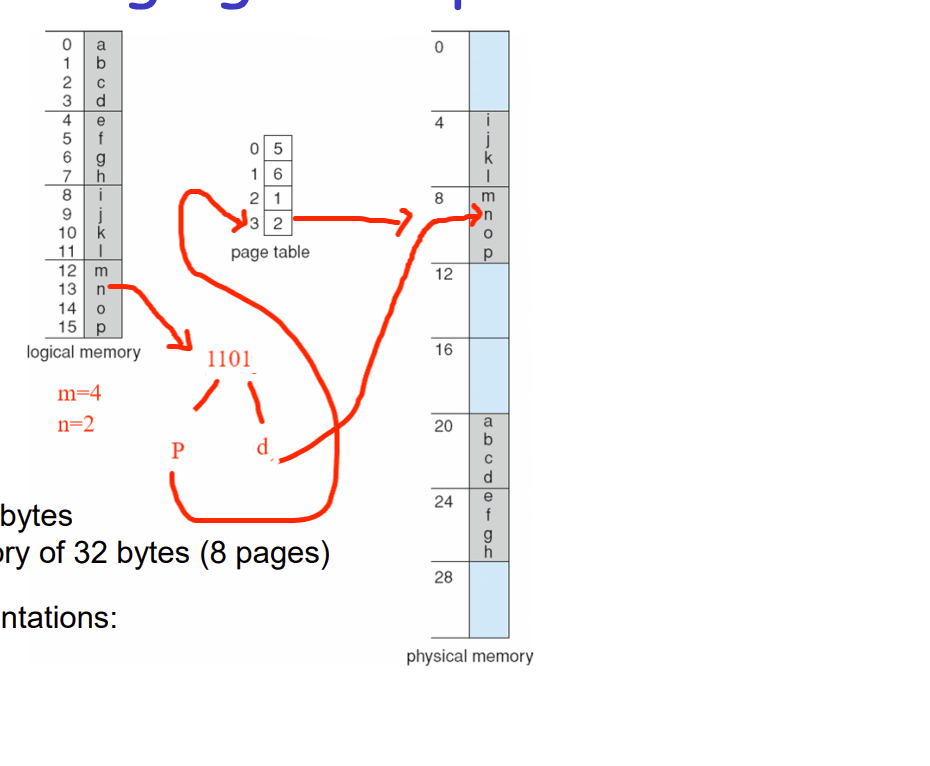 0 a
1 b
2 c
3 d
4 e
5 f
6 g
7 h
8 i
9 j
10 k
11 l
12 m
13 n
14 o
15 p
logical memory
m=4
n=2
0 5
1 6
2 1
3 2
page table
1101
P d
bytes
ory of 32 bytes (8 pages)
ntations:
0
4 i
j
k
l
8 m
n
o
p
12
16
20 a
b
c
d
24 e
f
g
h
28
physical memory